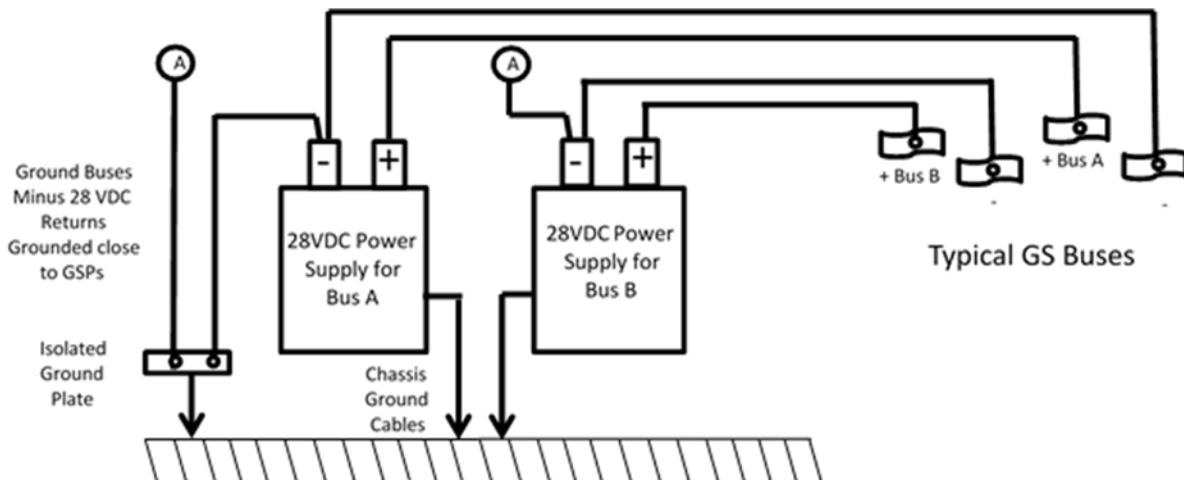 A
A
-
+
-
+
+ Bus B
-
+ Bus A
-
Ground Buses
Minus 28 VDC
Returns
Grounded close
to GSPs
28VDC Power
Supply for
Bus A
28VDC Power
Supply for
Bus B
Typical GS Buses
Isolated
Ground
Plate
Chassis
Ground
Cables